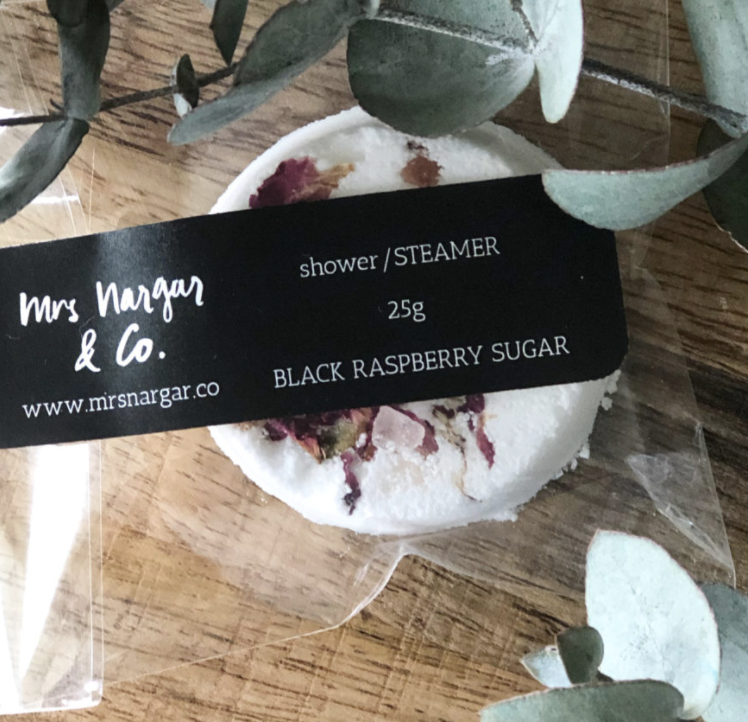 Mrs Nargar
& Co.
www.mrsnargar.co
shower/STEAMER
25g
BLACK RASPBERRY SUGAR